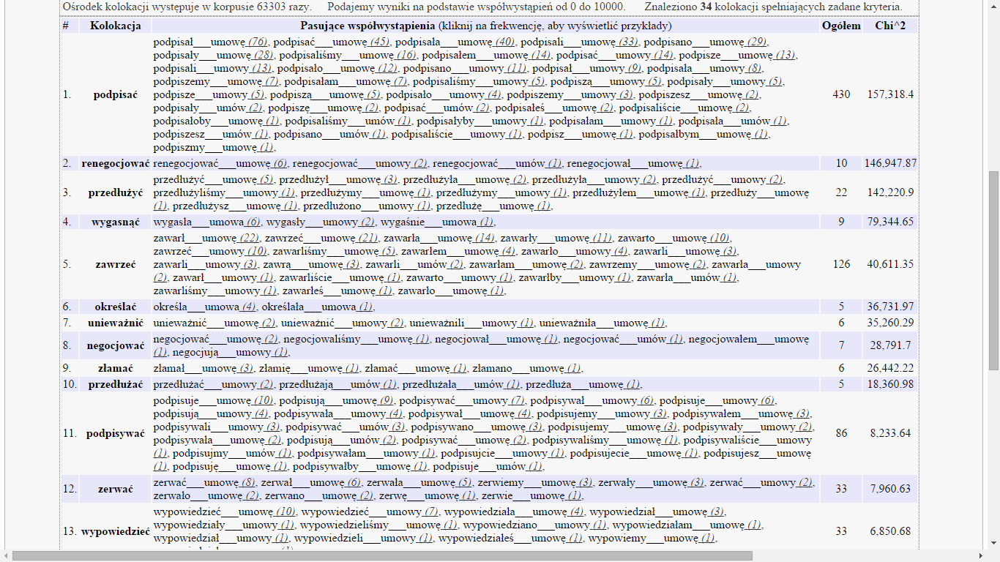 Ośrodek kolokacji występuje w korpusie 63303 razy. Podajemy wyniki na podstawie współwystąpień od 0 do 10000. Znaleziono 34 kolokacji spełniających zadane kryteria.
# Kolokacja Pasujące współwystąpienia (kliknij na frekwencję, aby wyświetlić przykłady) Ogółem Chi^2
podpisał___umowę (76), podpisać___umowę (45), podpisała___umowę (40), podpisali___umowę (33), podpisano___umowę (29),
podpisały___umowę (28), podpisaliśmy___umowę (16), podpisałem___umowę (14), podpisać___umowy (14), podpisze___umowę (13),
podpisali___umowy (13), podpisało___umowę (12), podpisano___umowy (11), podpisał___umowy (9), podpisała___umowy (8),
podpiszemy___umowę (7), podpisałam___umowę (7), podpisaliśmy___umowy (5), podpiszą___umowy (5), podpisały___umowy (5),
podpisze___umowy (5), podpiszą___umowę (5), podpisało___umowy (4), podpiszemy___umowy (3), podpiszesz___umowę (2),
1. podpisać podpisały___umów (2), podpiszę___umowę (2), podpisać___umów (2), podpisałeś___umowę (2), podpisaliście___umowę (2), 430 157,318.4
podpisałoby___umowę (1), podpisaliśmy___umów (1), podpisałyby___umowy (1), podpisałam___umowy (1), podpisała___umów (1),
podpiszesz___umów (1), podpisano___umów (1), podpisaliście___umowy (1), podpisz___umowę (1), podpisałbym___umowę (1),
podpiszmy___umowę (1),
2. renegocjować renegocjować___umowę (6), renegocjować___umowy (2), renegocjować___umów (1), renegocjował___umowę (1), 10 146,947.87
przedłużyć___umowę (5), przedłużył___umowę (3), przedłużyła___umowę (2), przedłużyła___umowy (2), przedłużyć___umowy (2),
3. przedłużyć przedłużyliśmy___umowy (1), przedłużymy___umowę (1), przedłużymy___umowy (1), przedłużyłem___umowę (1), przedłuży___umowę 22 142,220.9
(1), przedłużysz___umowę (1), przedłużono___umowy (1), przedłużę___umowę (1),
4. wygasnąć wygasła___umowa (6), wygasły___umowy (2), wygaśnie___umowa (1), 9 79,344.65
zawarł___umowę (22), zawrzeć___umowę (21), zawarła___umowę (14), zawarły___umowę (11), zawarto___umowę (10),
zawrzeć___umowy (10), zawarliśmy___umowę (5), zawarłem___umowę (4), zawarło___umowy (4), zawarli___umowę (3),
5. zawrzeć zawarli___umowy (3), zawrą___umowę (3), zawarli___umów (2), zawarłam___umowę (2), zawrzemy___umowę (2), zawarła___umowy 126 40,611.35
(2), zawarł___umowy (1), zawarliście___umowę (1), zawarto___umowy (1), zawarłby___umowę (1), zawarła___umów (1),
zawarliśmy___umowy (1), zawarłeś___umowę (1), zawarło___umowę (1),
6. określać określa___umowa (4), określała___umowa (1), 5 36,731.97
7. unieważnić unieważnić___umowę (2), unieważnić___umowy (2), unieważnili___umowy (1), unieważniła___umowę (1), 6 35,260.29
8. negocjować negocjować___umowę (2), negocjowaliśmy___umowę (1), negocjował___umowę (1), negocjować___umów (1), negocjowałem___umowę 7 28,791.7
(1), negocjują___umowy (1),
9. złamać złamał___umowę (3), złamię___umowę (1), złamać___umowę (1), złamano___umowę (1), 6 26,442.22
10. przedłużać przedłużać___umowy (2), przedłużają___umów (1), przedłużała___umów (1), przedłuża___umowę (1), 5 18,360.98
podpisuje___umowę (10), podpisują___umowę (9), podpisywać___umowy (7), podpisywał___umowy (6), podpisuje___umowy (6),
podpisują___umowy (4), podpisywała___umowy (4), podpisywał___umowę (4), podpisujemy___umowy (3), podpisywałem___umowę (3),
podpisywali___umowy (3), podpisywać___umów (3), podpisywano___umowę (3), podpisujemy___umowę (3), podpisywały___umowy (2),
11. podpisywać podpisywała___umowę (2), podpisują___umów (2), podpisywać___umowę (2), podpisywaliśmy___umowę (1), podpisywaliście___umowy 86 8,233.64
(1), podpisujmy___umów (1), podpisywałam___umowy (1), podpisujcie___umowy (1), podpisujecie___umowę (1), podpisujesz___umowę
(1), podpisuję___umowę (1), podpisywałby___umowę (1), podpisuje___umów (1),
12. zerwać zerwać___umowę (8), zerwał___umowę (6), zerwała___umowę (5), zerwiemy___umowę (3), zerwały___umowę (3), zerwać___umowy (2), 33 7,960.63
zerwało___umowę (2), zerwano___umowę (2), zerwę___umowę (1), zerwie___umowę (1),
wypowiedzieć___umowę (10), wypowiedzieć___umowy (7), wypowiedziała___umowę (4), wypowiedział___umowę (3),
13. wypowiedzieć wypowiedziały___umowy (1), wypowiedzieliśmy___umowę (1), wypowiedziano___umowy (1), wypowiedziałam___umowę (1), 33 6,850.68
wypowiedział___umowy (1), wypowiedzieli___umowy (1), wypowiedziałeś___umowę (1), wypowiemy___umowę (1),